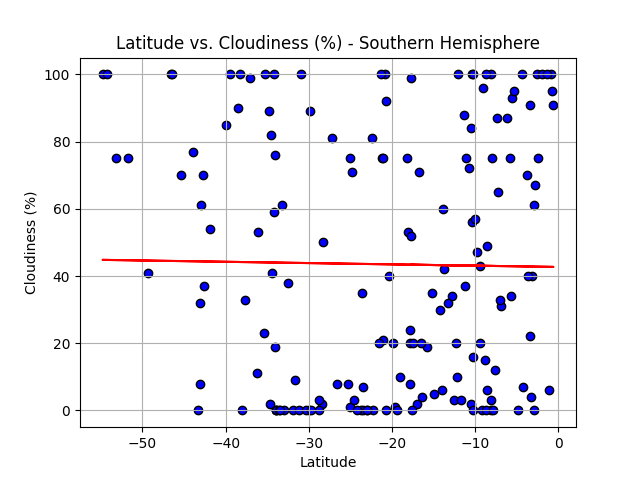 Latitude vs. Cloudiness (%) - Southern Hemisphere
100
80
60
40
20
0
Cloudiness (%)
−50 −40 −30 −20 −10 0
Latitude